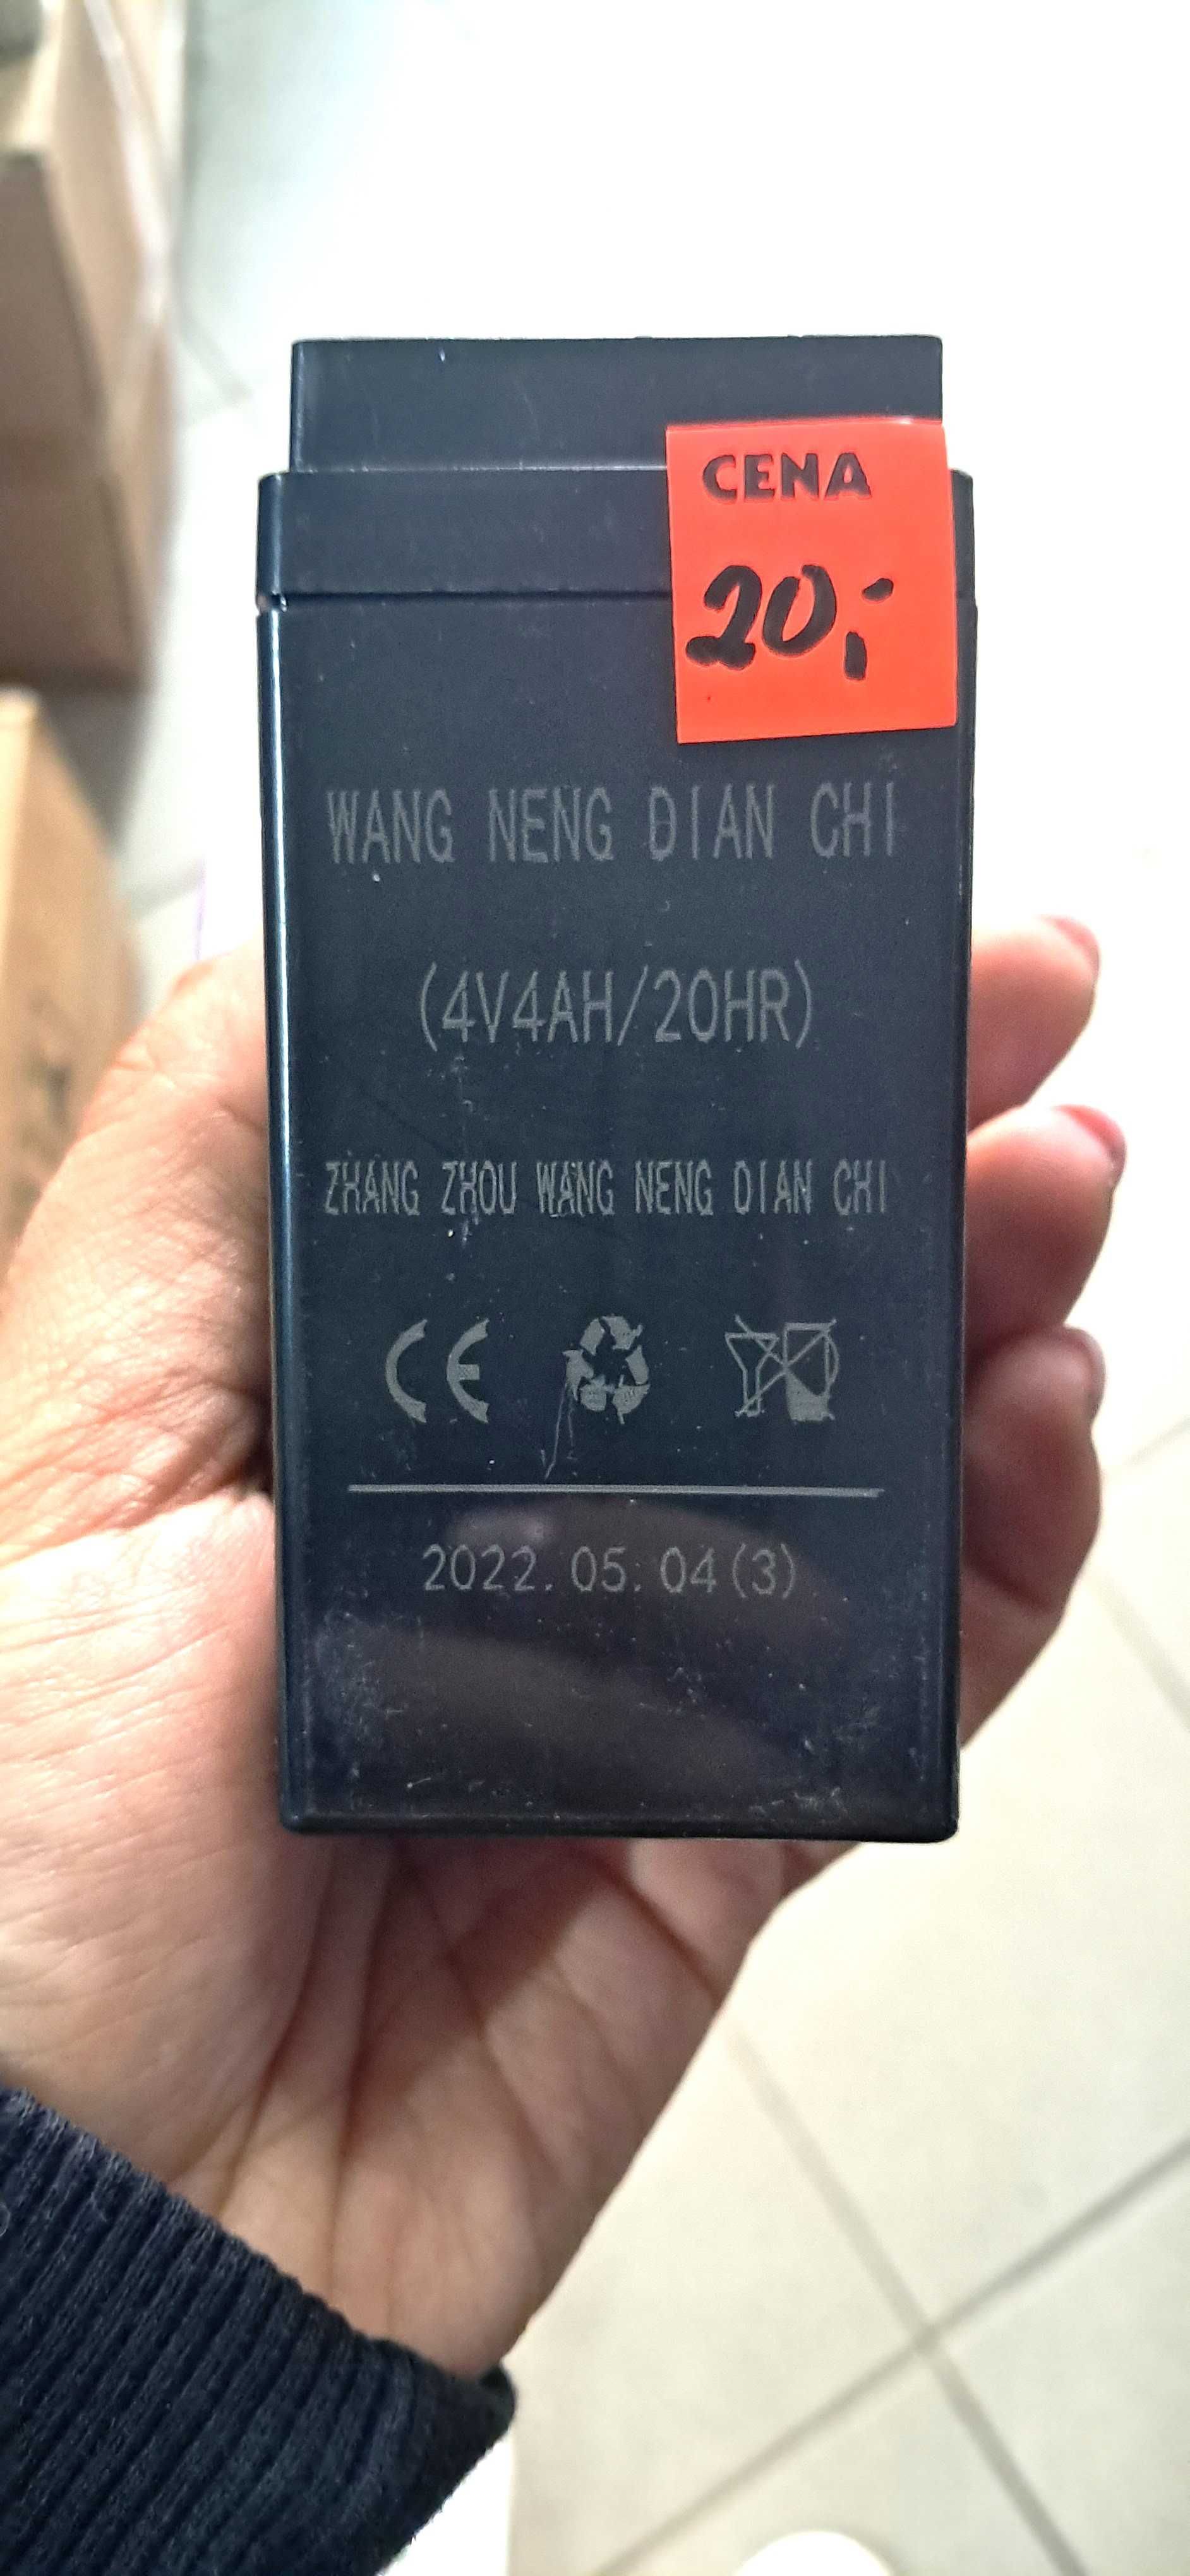 CENA
20,-
WANG NENG DIAN CHI
(4V4AH/20HR)
ZHANG ZHOU WANG NENG DIAN CHI
CE
2022.05.04(3)